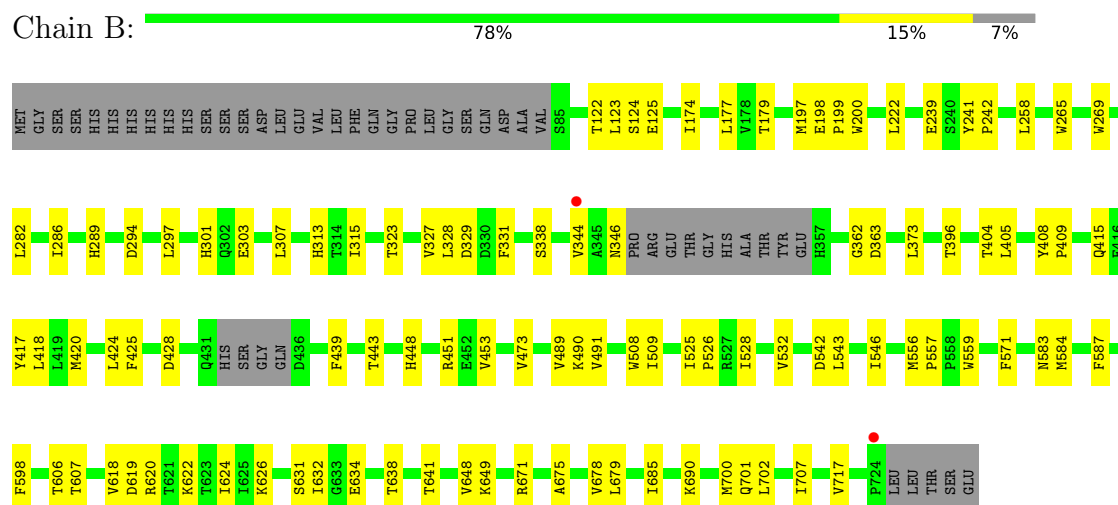 Chain B:
78% 15% 7%
MET GLY SER SER HIS HIS HIS HIS HIS HIS SER SER SER ASP LEU GLU VAL LEU PHE GLN GLY PRO LEU GLY SER GLN ASP ALA VAL S85 T122 L123 S124 E125 I174 L177 V178 T179 M197 E198 P199 W200 L222 E239 S240 Y241 P242 L258 W265 W269
L282 I286 H289 D294 L297 H301 Q302 E303 L307 H313 T314 I315 T323 V327 L328 D329 D330 F331 S338 V344 A345 N346 PRO ARG GLU THR GLY HIS ALA THR TYR GLU H357 G362 D363 L373 T396 T404 L405 Y408 P409 Q415 E416
Y417 L418 L419 M420 L424 F425 D428 Q431 HIS SER GLY GLN D436 F439 T443 H448 R451 E452 V453 V473 V489 K490 V491 W508 I509 I525 P526 R527 I528 V532 D542 L543 I546 M556 P557 P558 W559 F571 N583 M584 F587
F598 T606 T607 V618 D619 R620 T621 K622 T623 I624 I625 K626 S631 I632 G633 E634 T638 T641 V648 K649 R671 A675 V678 L679 I685 K690 M700 Q701 L702 I707 V717 P724 LEU LEU THR SER GLU